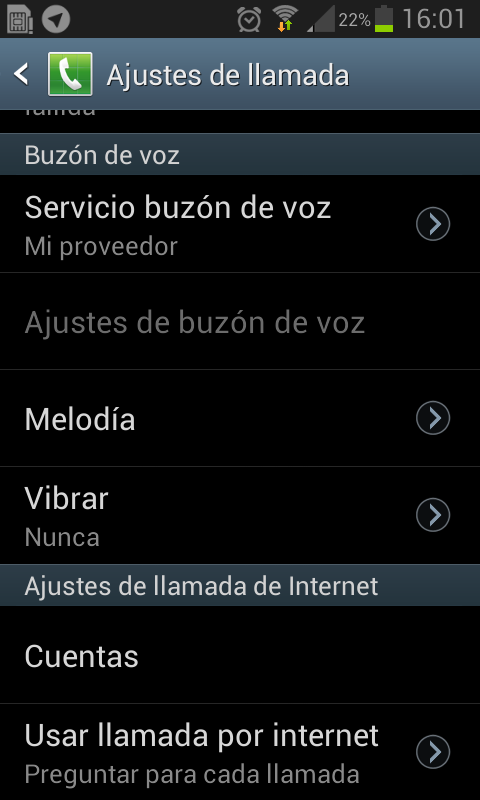 22% 16:01
Ajustes de llamada
Buzón de voz
Servicio buzón de voz
Mi proveedor
Ajustes de buzón de voz
Melodía
Vibrar
Nunca
Ajustes de llamada de Internet
Cuentas
Usar llamada por internet
Preguntar para cada llamada